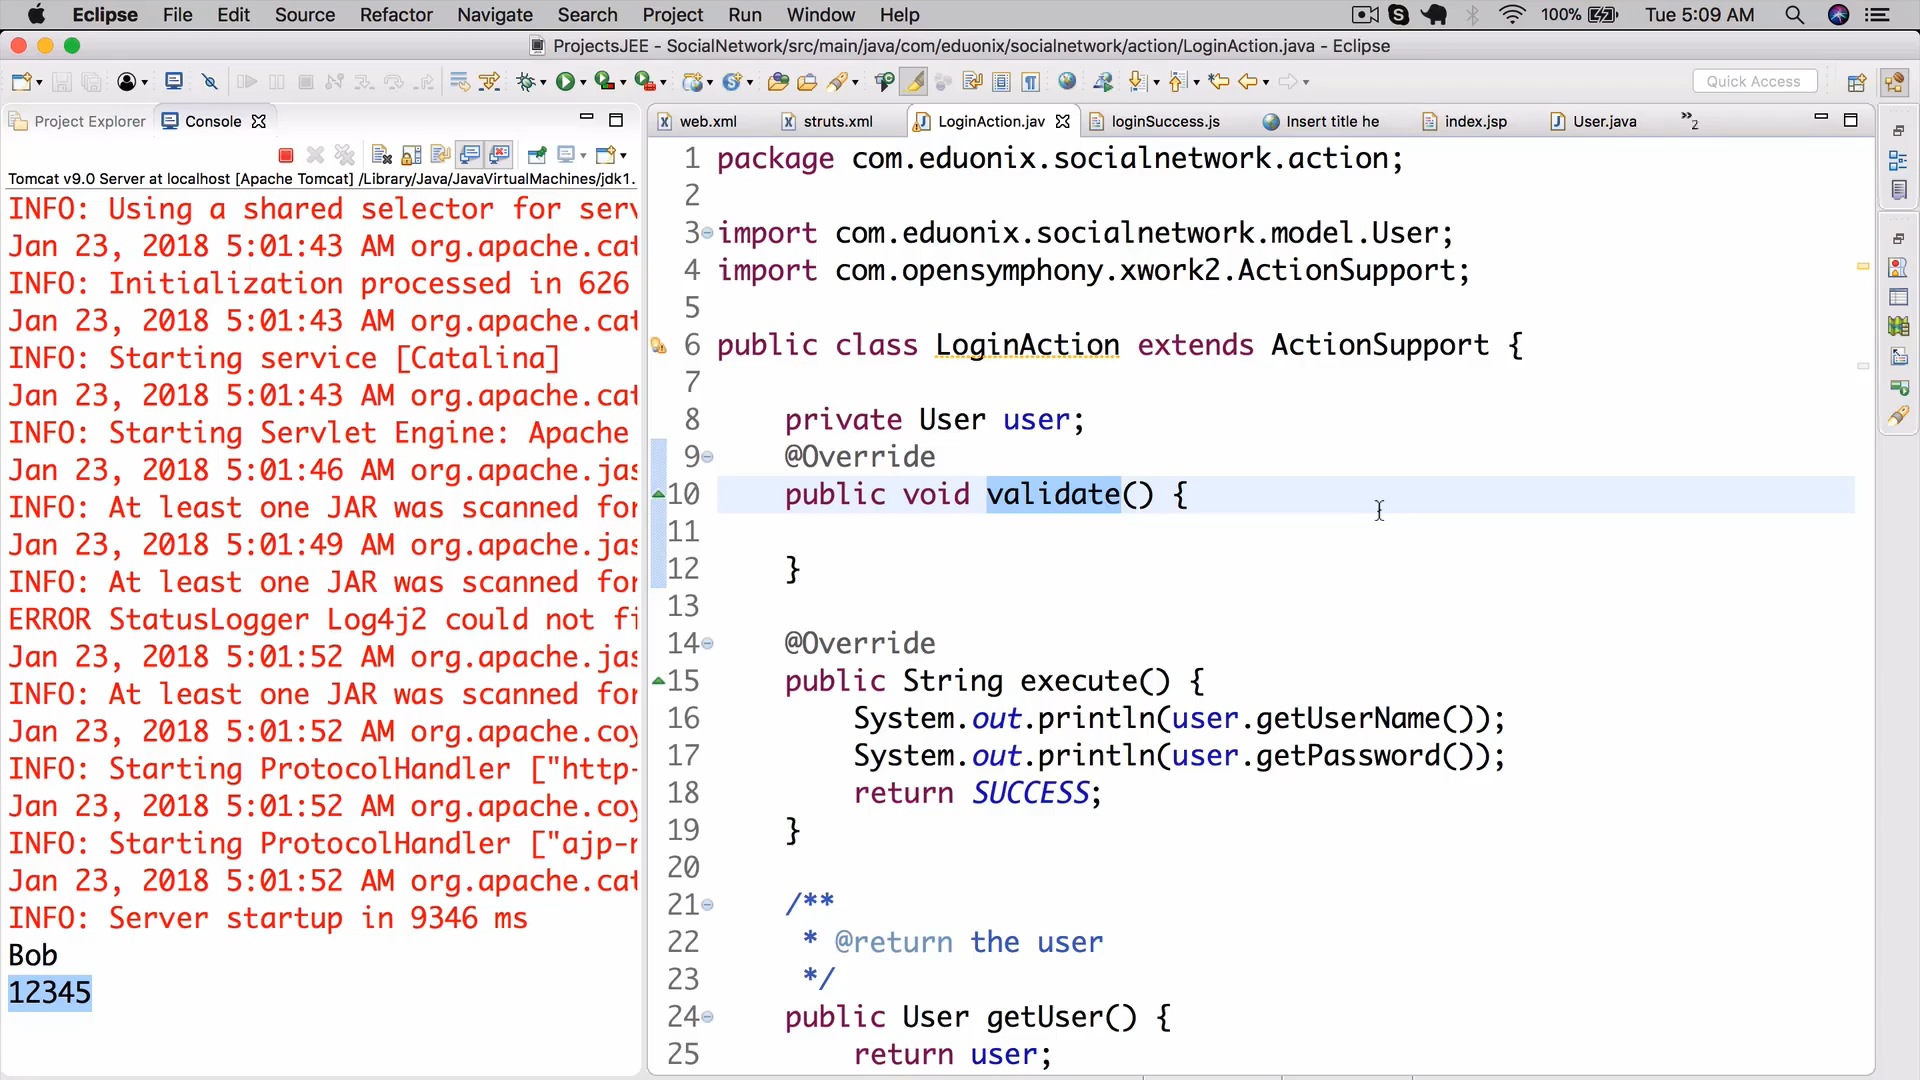 Eclipse File Edit Source Refactor Navigate Search Project Run Window Help 100% Tue 5:09 AM
ProjectsJEE - SocialNetwork/src/main/java/com/eduonix/socialnetwork/action/LoginAction.java - Eclipse
Quick Access
Project Explorer Console
web.xml struts.xml LoginAction.jav loginSuccess.js Insert title he index.jsp User.java »2
Tomcat v9.0 Server at localhost [Apache Tomcat] /Library/Java/JavaVirtualMachines/jdk1.
INFO: Using a shared selector for serv
Jan 23, 2018 5:01:43 AM org.apache.cat
INFO: Initialization processed in 626
Jan 23, 2018 5:01:43 AM org.apache.cat
INFO: Starting service [Catalina]
Jan 23, 2018 5:01:43 AM org.apache.cat
INFO: Starting Servlet Engine: Apache
Jan 23, 2018 5:01:46 AM org.apache.jas
INFO: At least one JAR was scanned for
Jan 23, 2018 5:01:49 AM org.apache.jas
INFO: At least one JAR was scanned for
ERROR StatusLogger Log4j2 could not fi
Jan 23, 2018 5:01:52 AM org.apache.jas
INFO: At least one JAR was scanned for
Jan 23, 2018 5:01:52 AM org.apache.coy
INFO: Starting ProtocolHandler ["http-
Jan 23, 2018 5:01:52 AM org.apache.coy
INFO: Starting ProtocolHandler ["ajp-n
Jan 23, 2018 5:01:52 AM org.apache.cat
INFO: Server startup in 9346 ms
Bob
12345
1 package com.eduonix.socialnetwork.action;
2
3 import com.eduonix.socialnetwork.model.User;
4 import com.opensymphony.xwork2.ActionSupport;
5
6 public class LoginAction extends ActionSupport {
7
8 private User user;
9 @Override
10 public void validate() {
11
12 }
13
14 @Override
15 public String execute() {
16 System.out.println(user.getUserName());
17 System.out.println(user.getPassword());
18 return SUCCESS;
19 }
20
21 /**
22 * @return the user
23 */
24 public User getUser() {
25 return user;